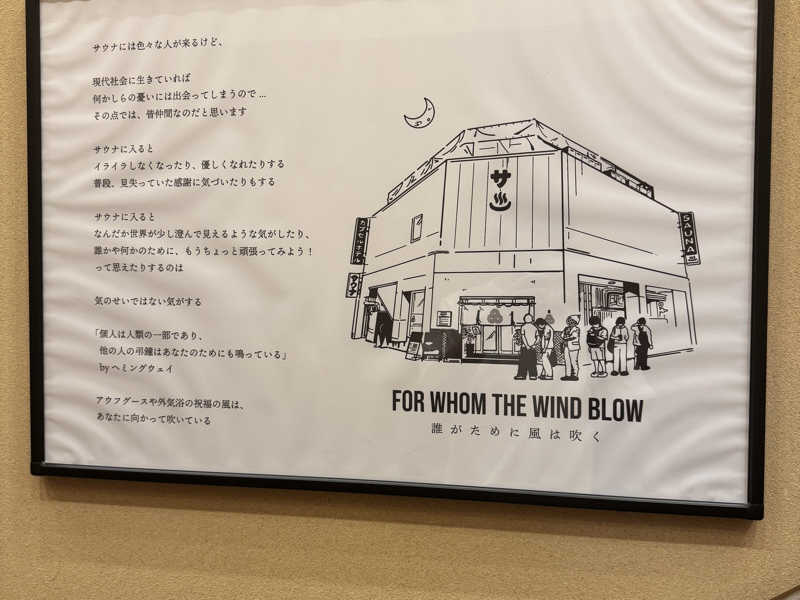 サウナには色々な人が来るけど、
現代社会に生きていれば
何かしらの憂いには出会ってしまうので ...
その点では、皆仲間なのだと思います
サウナに入ると
イライラしなくなったり、優しくなれたりする
普段、見失っていた感謝に気づいたりもする
サウナに入ると
なんだか世界が少し澄んで見えるような気がしたり、
誰かや何かのために、もうちょっと頑張ってみよう！
って思えたりするのは
気のせいではない気がする
「個人は人類の一部であり、
他の人の弔鐘はあなたのためにも鳴っている」
by ヘミングウェイ
アウフグースや外気浴の祝福の風は、
あなたに向かって吹いている
サ
カプセルホテル
サウナ
SAUNA
FOR WHOM THE WIND BLOW
誰がために風は吹く